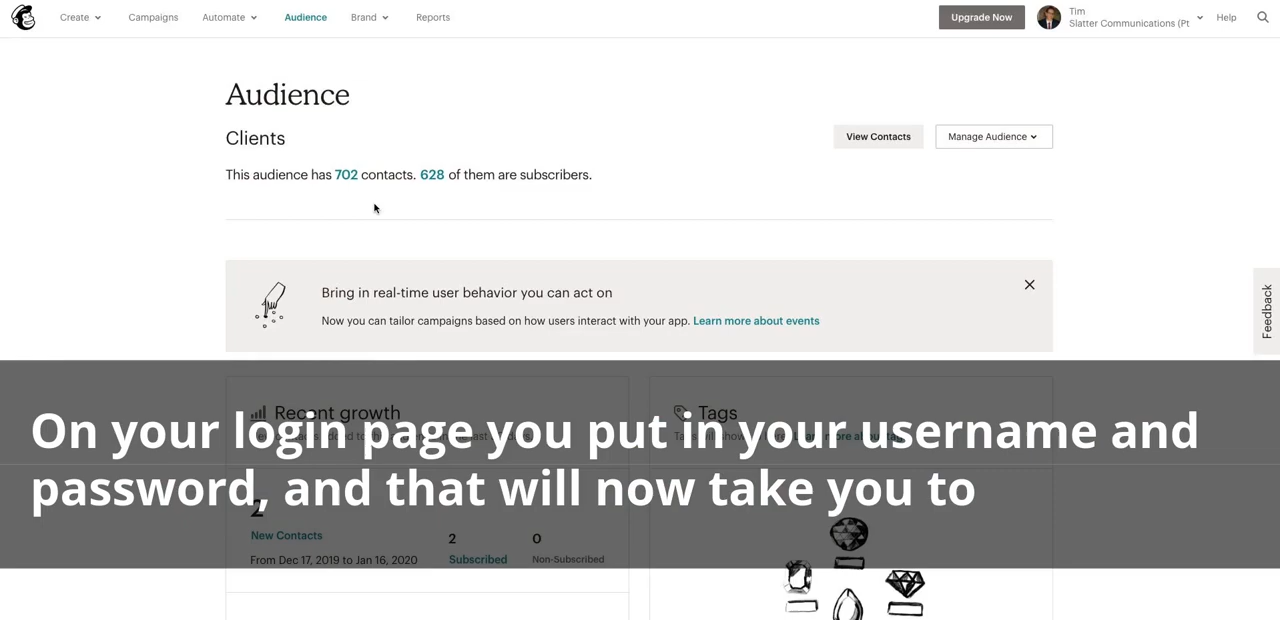 Create
Campaigns
Automate
Audience
Brand
Reports
Upgrade Now
Tim
Slatter Communications (Pt
Help
Audience
Clients
View Contacts
Manage Audience
This audience has 702 contacts. 628 of them are subscribers.
Bring in real-time user behavior you can act on
Now you can tailor campaigns based on how users interact with your app. Learn more about events
Feedback
Recent growth
Tags
On your login page you put in your username and
password, and that will now take you to
2
New Contacts
2
0
From Dec 17, 2019 to Jan 16, 2020
Subscribed
Non-Subscribed